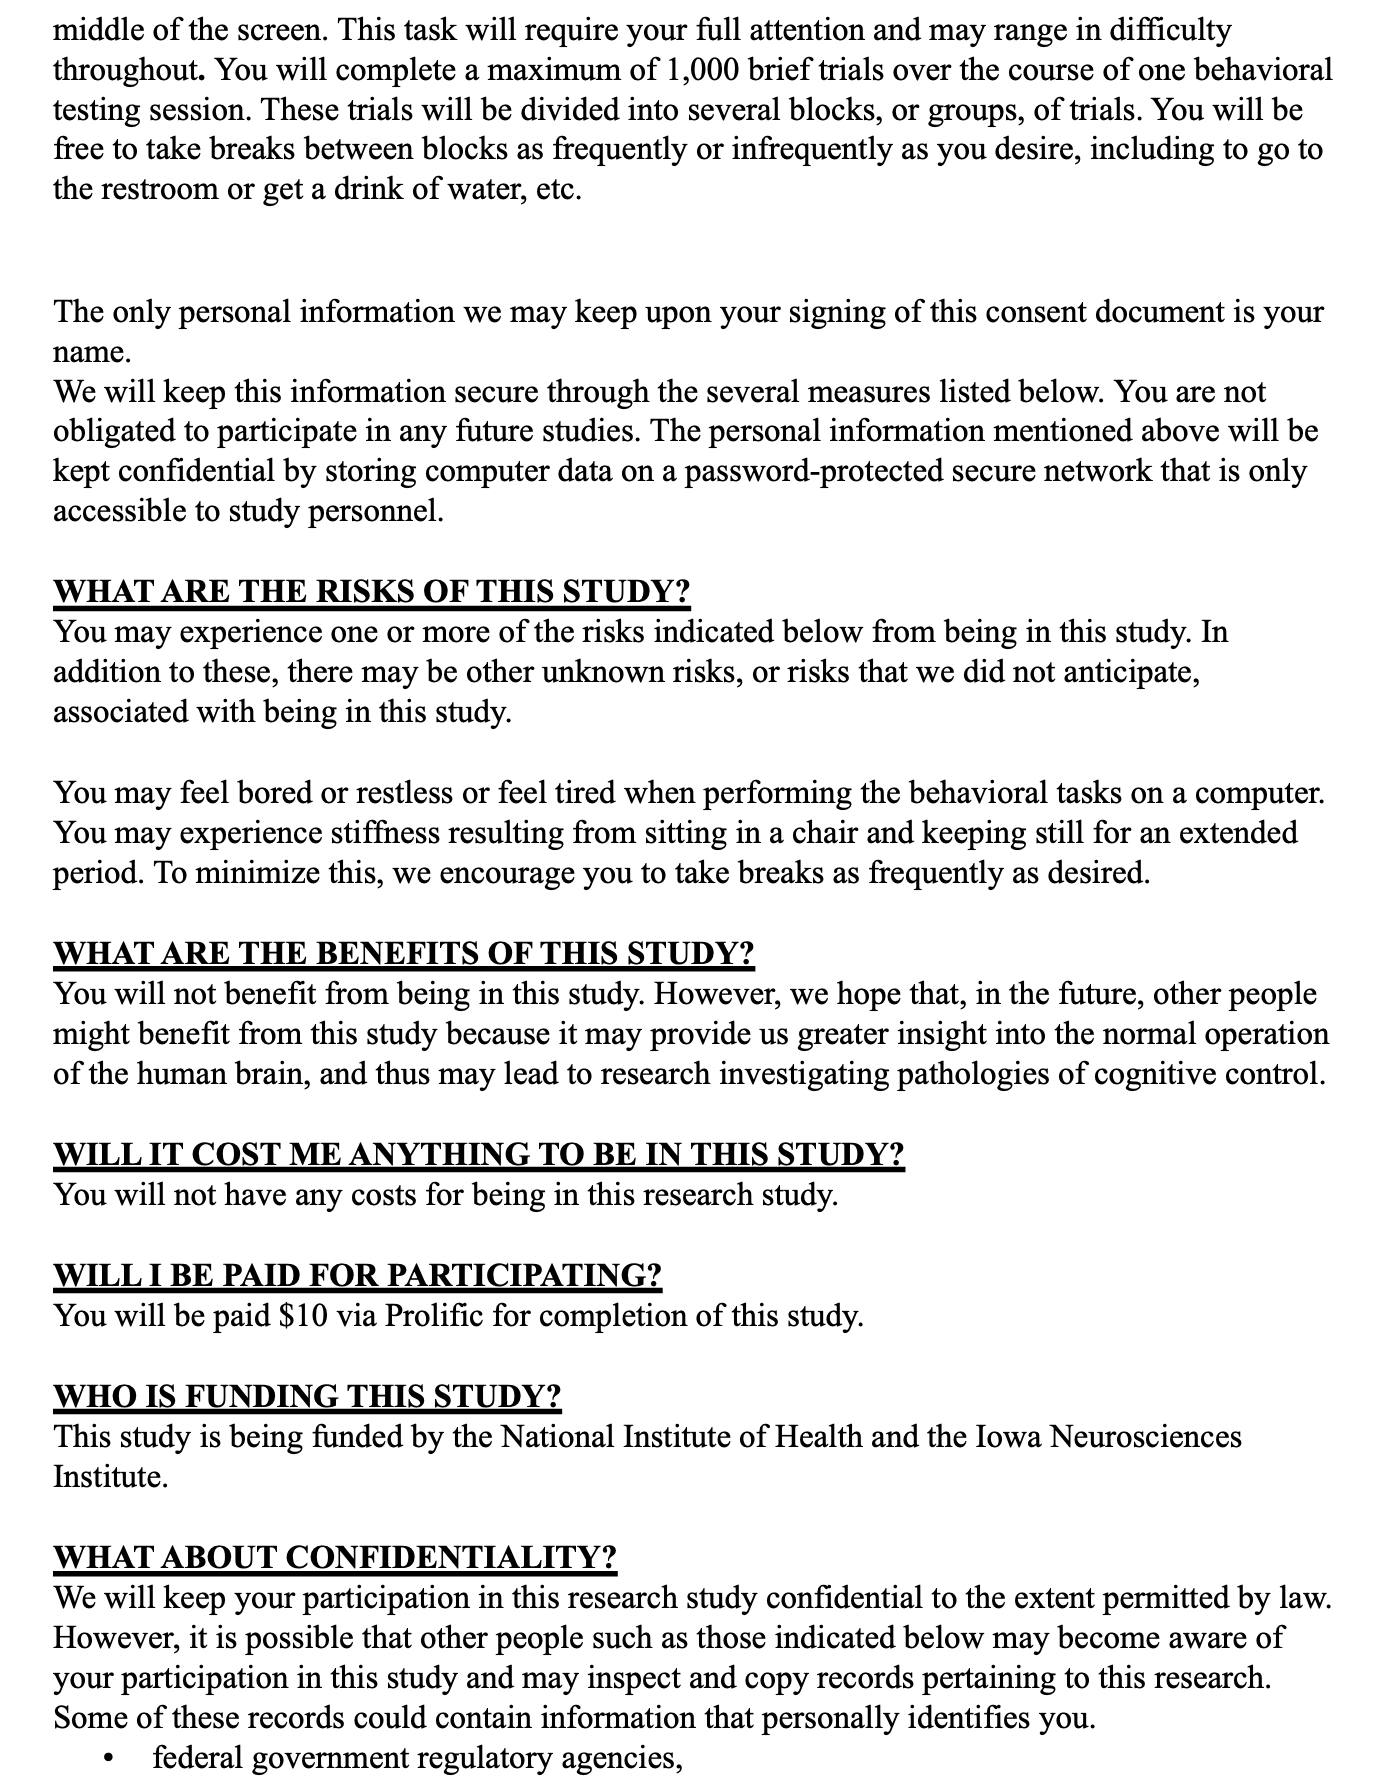 middle of the screen. This task will require your full attention and may range in difficulty
throughout. You will complete a maximum of 1,000 brief trials over the course of one behavioral
testing session. These trials will be divided into several blocks, or groups, of trials. You will be
free to take breaks between blocks as frequently or infrequently as you desire, including to go to
the restroom or get a drink of water, etc.
The only personal information we may keep upon your signing of this consent document is your
name.
We will keep this information secure through the several measures listed below. You are not
obligated to participate in any future studies. The personal information mentioned above will be
kept confidential by storing computer data on a password-protected secure network that is only
accessible to study personnel.
WHAT ARE THE RISKS OF THIS STUDY?
You may experience one or more of the risks indicated below from being in this study. In
addition to these, there may be other unknown risks, or risks that we did not anticipate,
associated with being in this study.
You may feel bored or restless or feel tired when performing the behavioral tasks on a computer.
You may experience stiffness resulting from sitting in a chair and keeping still for an extended
period. To minimize this, we encourage you to take breaks as frequently as desired.
WHAT ARE THE BENEFITS OF THIS STUDY?
You will not benefit from being in this study. However, we hope that, in the future, other people
might benefit from this study because it may provide us greater insight into the normal operation
of the human brain, and thus may lead to research investigating pathologies of cognitive control.
WILL IT COST ME ANYTHING TO BE IN THIS STUDY?
You will not have any costs for being in this research study.
WILL I BE PAID FOR PARTICIPATING?
You will be paid $10 via Prolific for completion of this study.
WHO IS FUNDING THIS STUDY?
This study is being funded by the National Institute of Health and the Iowa Neurosciences
Institute.
WHAT ABOUT CONFIDENTIALITY?
We will keep your participation in this research study confidential to the extent permitted by law.
However, it is possible that other people such as those indicated below may become aware of
your participation in this study and may inspect and copy records pertaining to this research.
Some of these records could contain information that personally identifies you.
• federal government regulatory agencies,